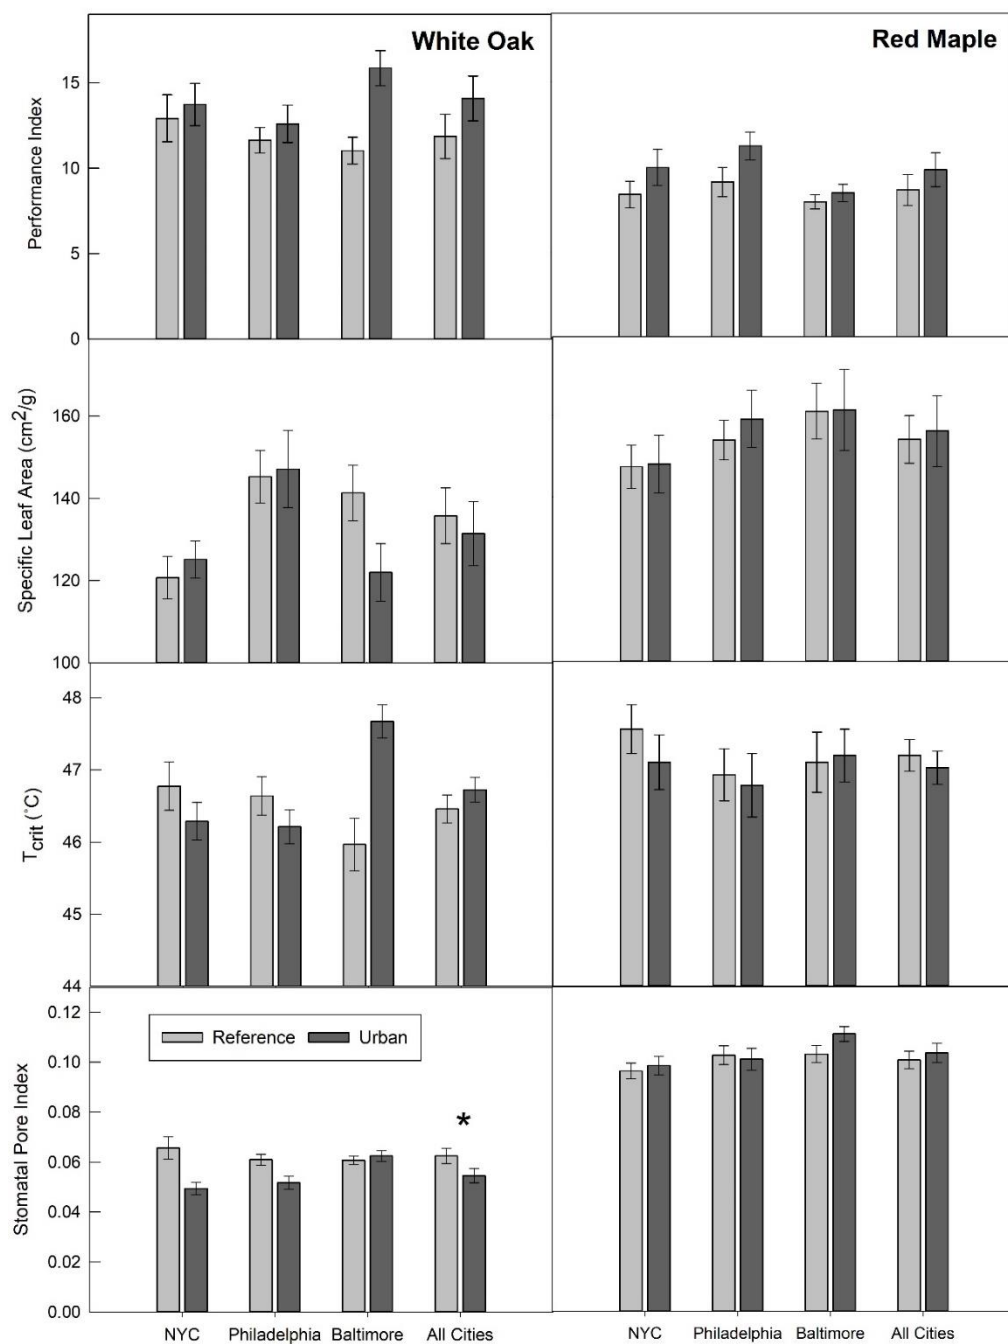 White Oak
Red Maple
Performance Index
15
10
5
0
Specific Leaf Area (cm²/g)
160
140
120
100
T_crit (°C)
48
47
46
45
44
Stomatal Pore Index
0.12
0.10
0.08
0.06
0.04
0.02
0.00
Reference Urban
*
NYC Philadelphia Baltimore All Cities
NYC Philadelphia Baltimore All Cities